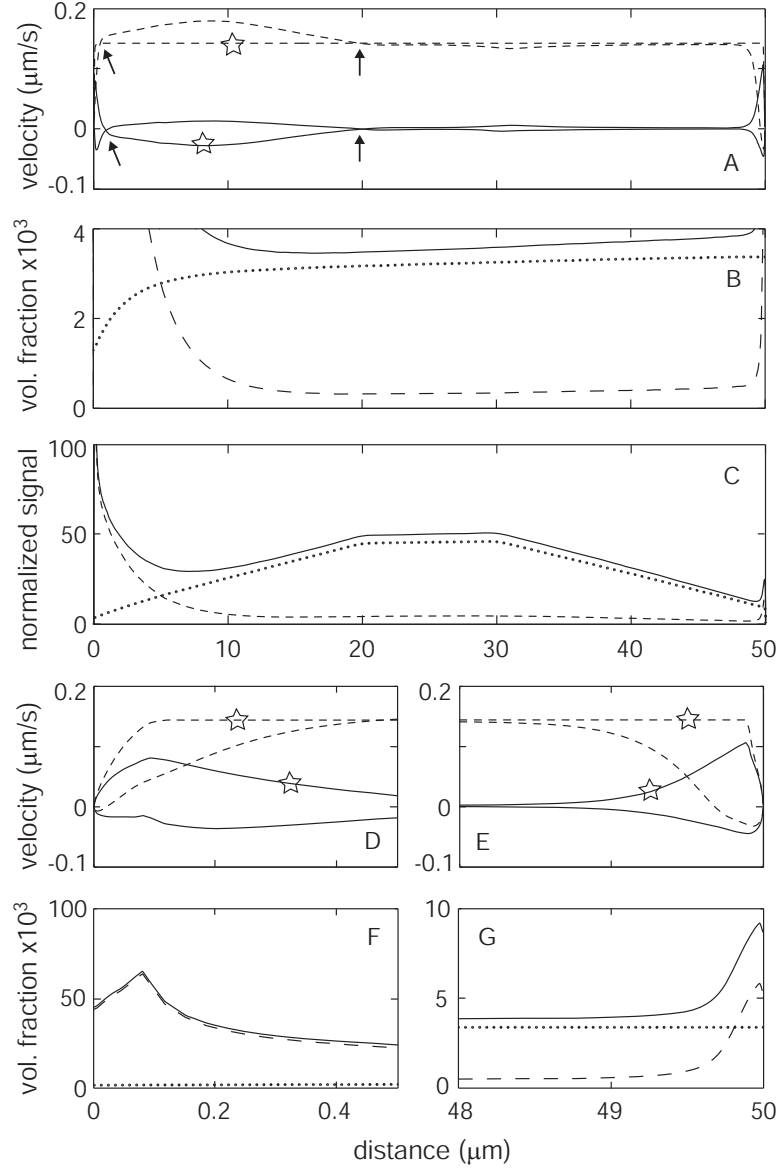 0.2
0
-0.1
velocity (μm/s)
A
4
2
0
vol. fraction x10³
B
100
50
0
normalized signal
C
0 10 20 30 40 50
0.2
0
-0.1
velocity (μm/s)
D
0.2
0
-0.1
E
100
50
0
vol. fraction x10³
F
0 0.2 0.4
10
5
0
G
48 49 50
distance (μm)